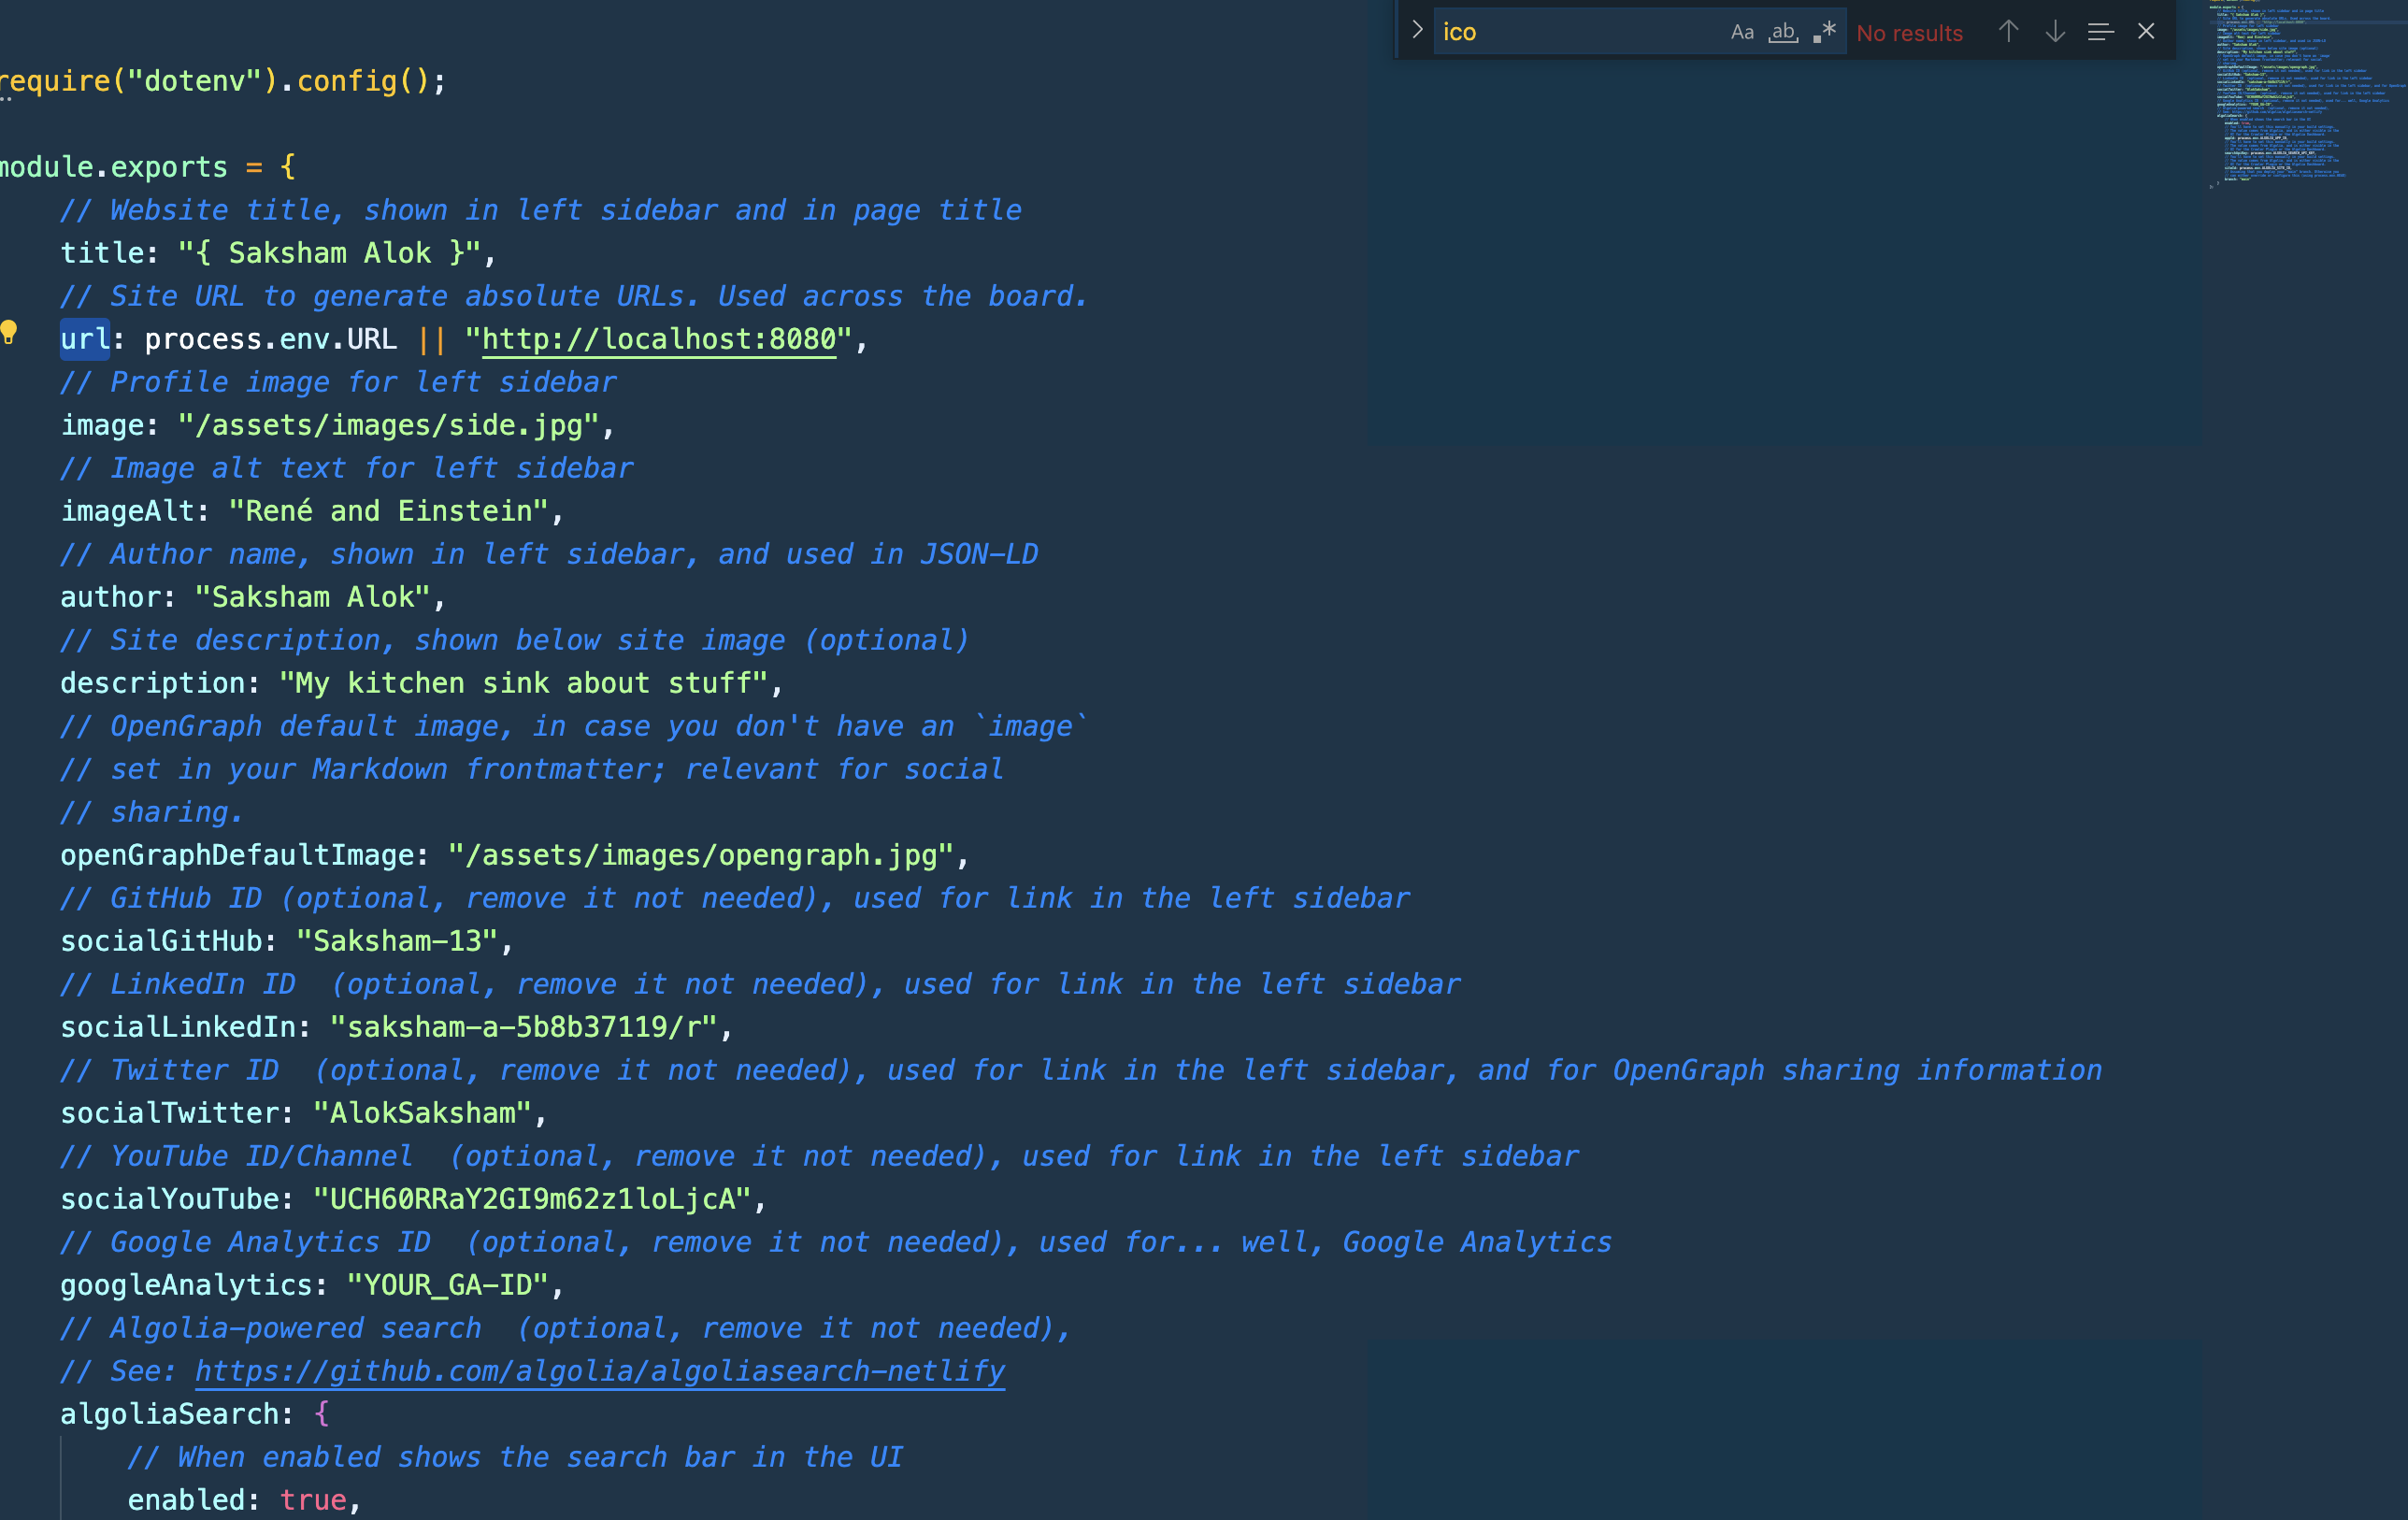 ico Aa ab .* No results
require("dotenv").config();
module.exports = {
// Website title, shown in left sidebar and in page title
title: "{ Saksham Alok }",
// Site URL to generate absolute URLs. Used across the board.
url: process.env.URL || "http://localhost:8080",
// Profile image for left sidebar
image: "/assets/images/side.jpg",
// Image alt text for left sidebar
imageAlt: "René and Einstein",
// Author name, shown in left sidebar, and used in JSON-LD
author: "Saksham Alok",
// Site description, shown below site image (optional)
description: "My kitchen sink about stuff",
// OpenGraph default image, in case you don't have an `image`
// set in your Markdown frontmatter; relevant for social
// sharing.
openGraphDefaultImage: "/assets/images/opengraph.jpg",
// GitHub ID (optional, remove it not needed), used for link in the left sidebar
socialGitHub: "Saksham-13",
// LinkedIn ID  (optional, remove it not needed), used for link in the left sidebar
socialLinkedIn: "saksham-a-5b8b37119/r",
// Twitter ID  (optional, remove it not needed), used for link in the left sidebar, and for OpenGraph sharing information
socialTwitter: "AlokSaksham",
// YouTube ID/Channel  (optional, remove it not needed), used for link in the left sidebar
socialYouTube: "UCH60RRaY2GI9m62z1loLjcA",
// Google Analytics ID  (optional, remove it not needed), used for... well, Google Analytics
googleAnalytics: "YOUR_GA-ID",
// Algolia-powered search  (optional, remove it not needed),
// See: https://github.com/algolia/algoliasearch-netlify
algoliaSearch: {
// When enabled shows the search bar in the UI
enabled: true,